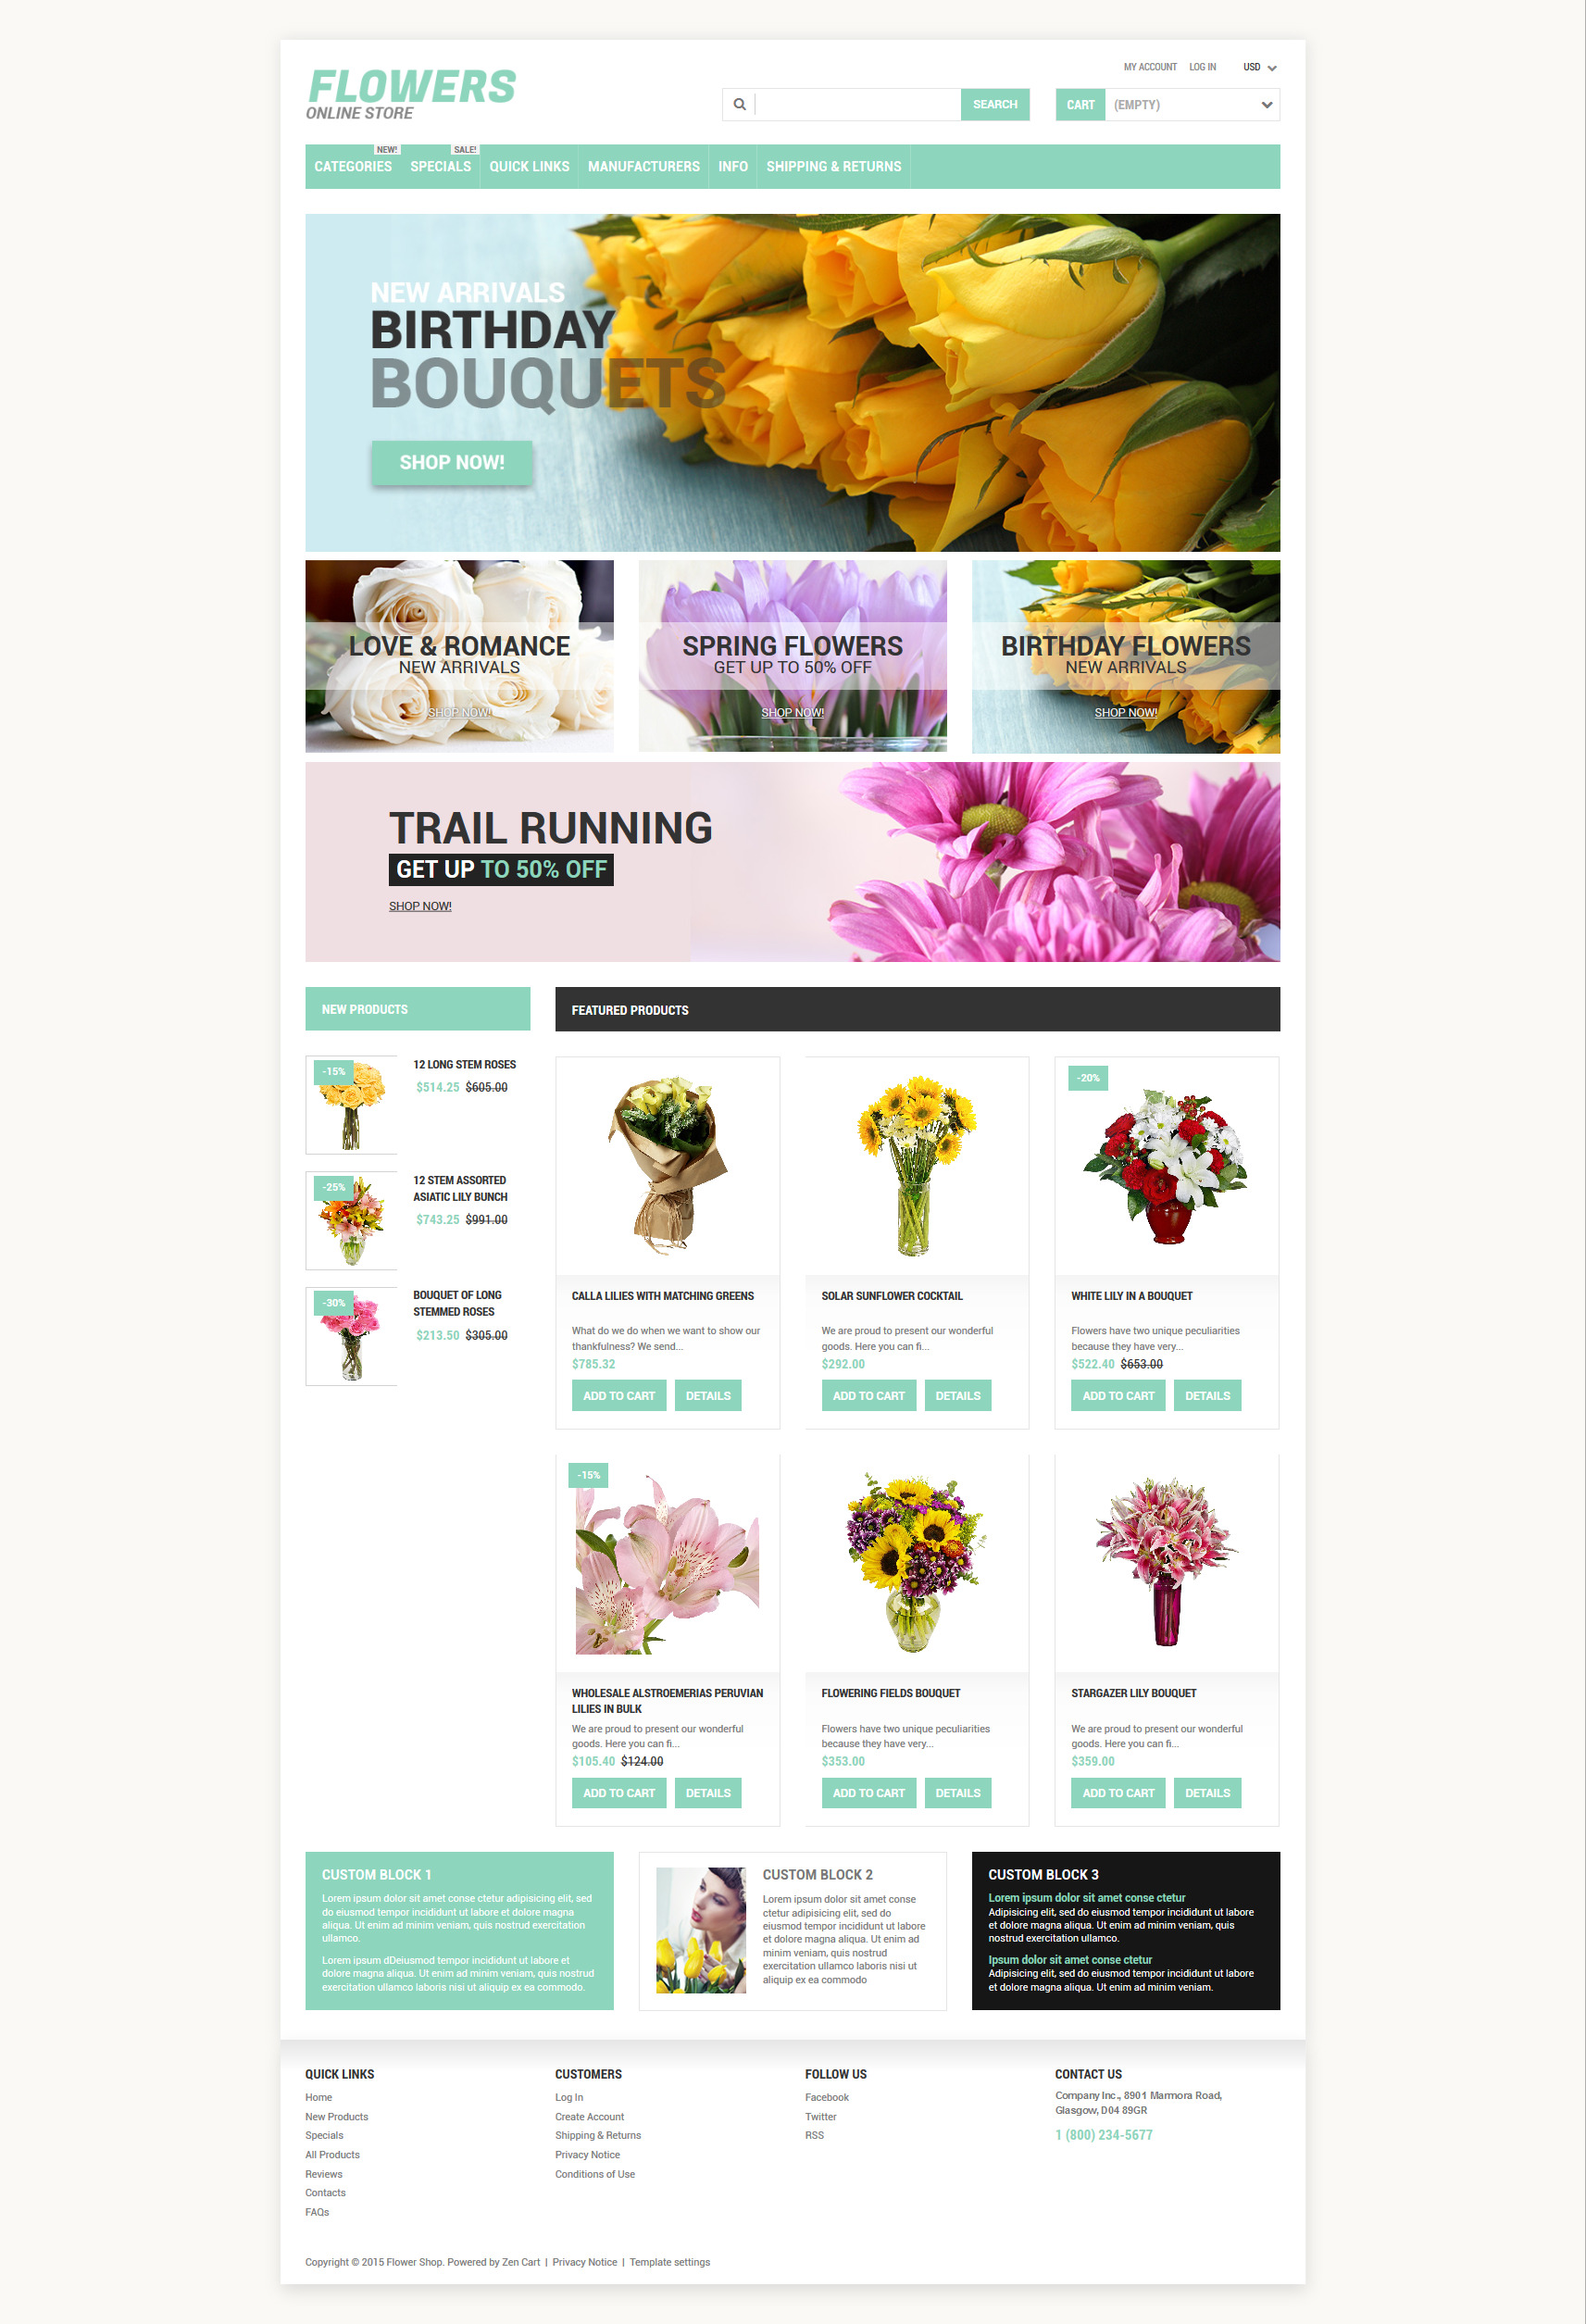 FLOWERS
ONLINE STORE
MY ACCOUNT LOG IN USD
SEARCH
CART (EMPTY)
NEW! SALE!
CATEGORIES SPECIALS QUICK LINKS MANUFACTURERS INFO SHIPPING & RETURNS
NEW ARRIVALS
BIRTHDAY
BOUQUETS
SHOP NOW!
LOVE & ROMANCE
NEW ARRIVALS
SHOP NOW!
SPRING FLOWERS
GET UP TO 50% OFF
SHOP NOW!
BIRTHDAY FLOWERS
NEW ARRIVALS
SHOP NOW!
TRAIL RUNNING
GET UP TO 50% OFF
SHOP NOW!
NEW PRODUCTS
-15%
12 LONG STEM ROSES
$514.25 $605.00
-25%
12 STEM ASSORTED
ASIATIC LILY BUNCH
$743.25 $991.00
-30%
BOUQUET OF LONG
STEMMED ROSES
$213.50 $305.00
FEATURED PRODUCTS
CALLA LILIES WITH MATCHING GREENS
What do we do when we want to show our
thankfulness? We send...
$785.32
ADD TO CART DETAILS
SOLAR SUNFLOWER COCKTAIL
We are proud to present our wonderful
goods. Here you can fi...
$292.00
ADD TO CART DETAILS
-20%
WHITE LILY IN A BOUQUET
Flowers have two unique peculiarities
because they have very...
$522.40 $653.00
ADD TO CART DETAILS
-15%
WHOLESALE ALSTROEMERIAS PERUVIAN
LILIES IN BULK
We are proud to present our wonderful
goods. Here you can fi...
$105.40 $124.00
ADD TO CART DETAILS
FLOWERING FIELDS BOUQUET
Flowers have two unique peculiarities
because they have very...
$353.00
ADD TO CART DETAILS
STARGAZER LILY BOUQUET
We are proud to present our wonderful
goods. Here you can fi...
$359.00
ADD TO CART DETAILS
CUSTOM BLOCK 1
Lorem ipsum dolor sit amet conse ctetur adipisicing elit, sed
do eiusmod tempor incididunt ut labore et dolore magna
aliqua. Ut enim ad minim veniam, quis nostrud exercitation
ullamco.
Lorem ipsum dDeiusmod tempor incididunt ut labore et
dolore magna aliqua. Ut enim ad minim veniam, quis nostrud
exercitation ullamco laboris nisi ut aliquip ex ea commodo.
CUSTOM BLOCK 2
Lorem ipsum dolor sit amet conse
ctetur adipisicing elit, sed do
eiusmod tempor incididunt ut labore
et dolore magna aliqua. Ut enim ad
minim veniam, quis nostrud
exercitation ullamco laboris nisi ut
aliquip ex ea commodo
CUSTOM BLOCK 3
Lorem ipsum dolor sit amet conse ctetur
Adipisicing elit, sed do eiusmod tempor incididunt ut labore
et dolore magna aliqua. Ut enim ad minim veniam, quis
nostrud exercitation ullamco.
Ipsum dolor sit amet conse ctetur
Adipisicing elit, sed do eiusmod tempor incididunt ut labore
et dolore magna aliqua. Ut enim ad minim veniam.
QUICK LINKS
Home
New Products
Specials
All Products
Reviews
Contacts
FAQs
CUSTOMERS
Log In
Create Account
Shipping & Returns
Privacy Notice
Conditions of Use
FOLLOW US
Facebook
Twitter
RSS
CONTACT US
Company Inc., 8901 Marmora Road,
Glasgow, D04 89GR
1 (800) 234-5677
Copyright © 2015 Flower Shop. Powered by Zen Cart | Privacy Notice | Template settings